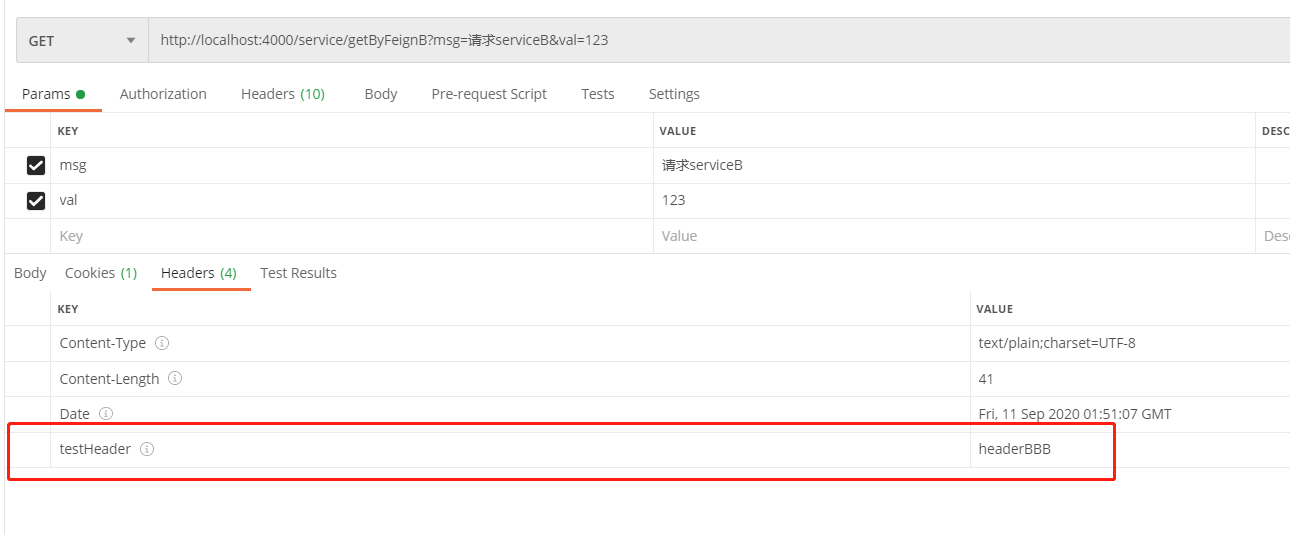 GET http://localhost:4000/service/getByFeignB?msg=请求serviceB&val=123
Params Authorization Headers (10) Body Pre-request Script Tests Settings
KEY VALUE DESC
msg 请求serviceB
val 123
Key Value Desc
Body Cookies (1) Headers (4) Test Results
KEY VALUE
Content-Type text/plain;charset=UTF-8
Content-Length 41
Date Fri, 11 Sep 2020 01:51:07 GMT
testHeader headerBBB